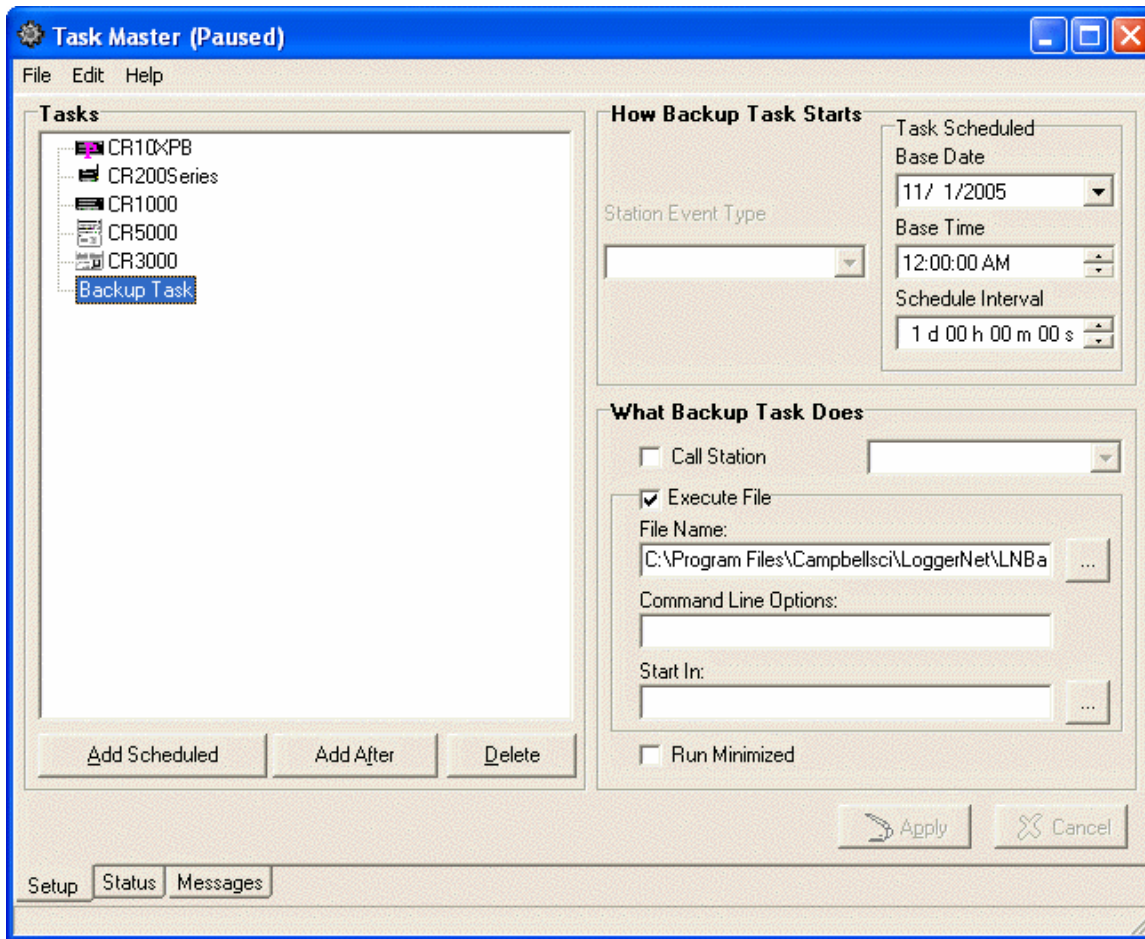 Task Master (Paused)
File Edit Help
Tasks
CR10XPB
CR200Series
CR1000
CR5000
CR3000
Backup Task
Add Scheduled
Add After
Delete
How Backup Task Starts
Station Event Type
Task Scheduled
Base Date
11/ 1/2005
Base Time
12:00:00 AM
Schedule Interval
1 d 00 h 00 m 00 s
What Backup Task Does
Call Station
Execute File
File Name:
C:\Program Files\Campbellsci\LoggerNet\LNBa
...
Command Line Options:
Start In:
...
Run Minimized
Apply
Cancel
Setup
Status
Messages